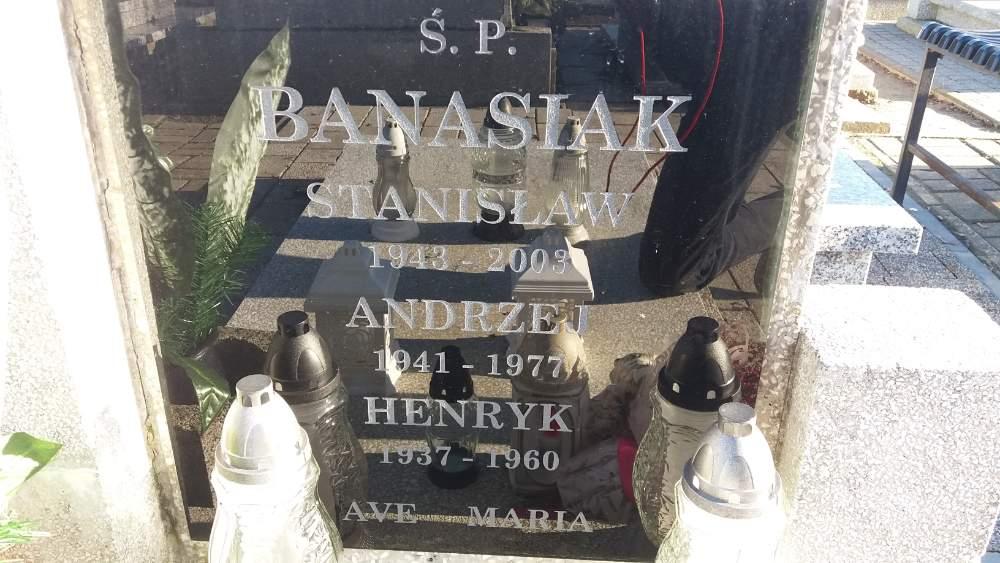 Ś. P.
BANASIAK
STANISŁAW
1943 - 2003
ANDRZEJ
1941 - 1977
HENRYK
1937 - 1960
AVE MARIA